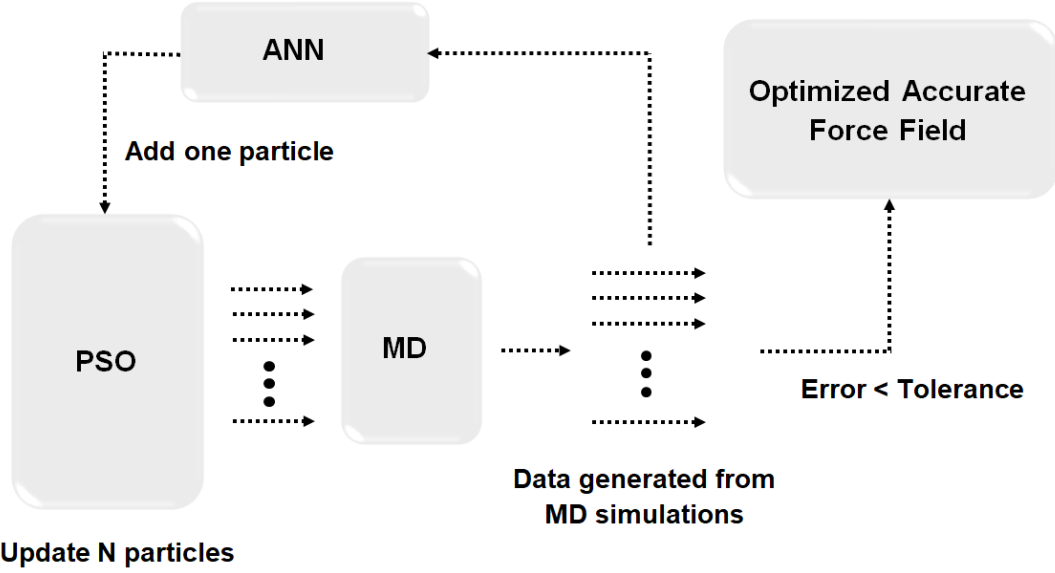 ANN
Optimized Accurate
Force Field
Add one particle
PSO
MD
Error < Tolerance
Data generated from
MD simulations
Update N particles